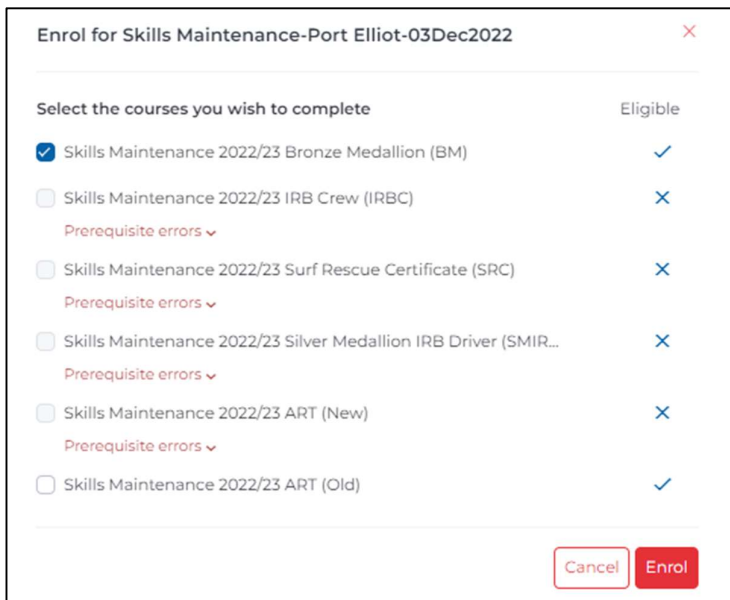 Enrol for Skills Maintenance-Port Elliot-03Dec2022
Select the courses you wish to complete Eligible
Skills Maintenance 2022/23 Bronze Medallion (BM)
Skills Maintenance 2022/23 IRB Crew (IRBC)
Prerequisite errors
Skills Maintenance 2022/23 Surf Rescue Certificate (SRC)
Prerequisite errors
Skills Maintenance 2022/23 Silver Medallion IRB Driver (SMIR...
Prerequisite errors
Skills Maintenance 2022/23 ART (New)
Prerequisite errors
Skills Maintenance 2022/23 ART (Old)
Cancel Enrol